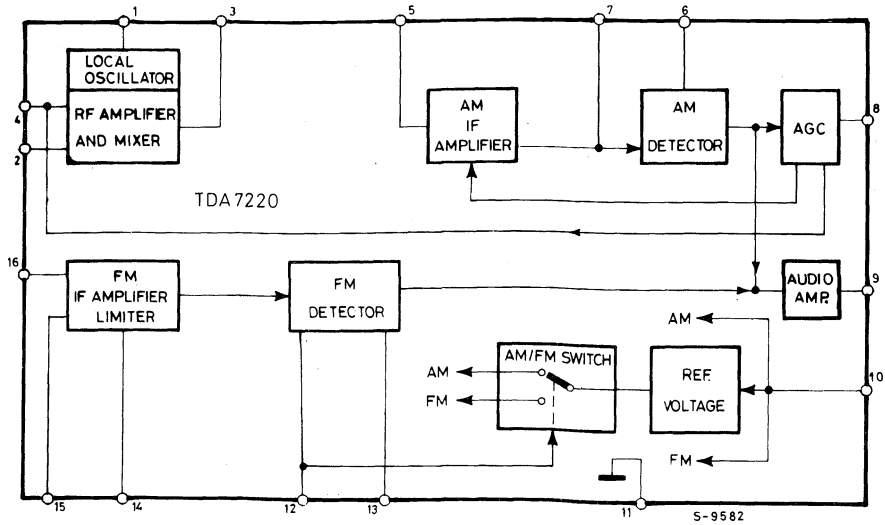 1
3
5
7
6
LOCAL
OSCILLATOR
RF AMPLIFIER
AND MIXER
4
2
AM
IF
AMPLIFIER
AM
DETECTOR
AGC
8
TDA7220
16
FM
IF AMPLIFIER
LIMITER
FM
DETECTOR
AUDIO
AMP.
9
AM
AM/FM SWITCH
AM
FM
REF.
VOLTAGE
10
FM
15
14
12
13
11
S-9582